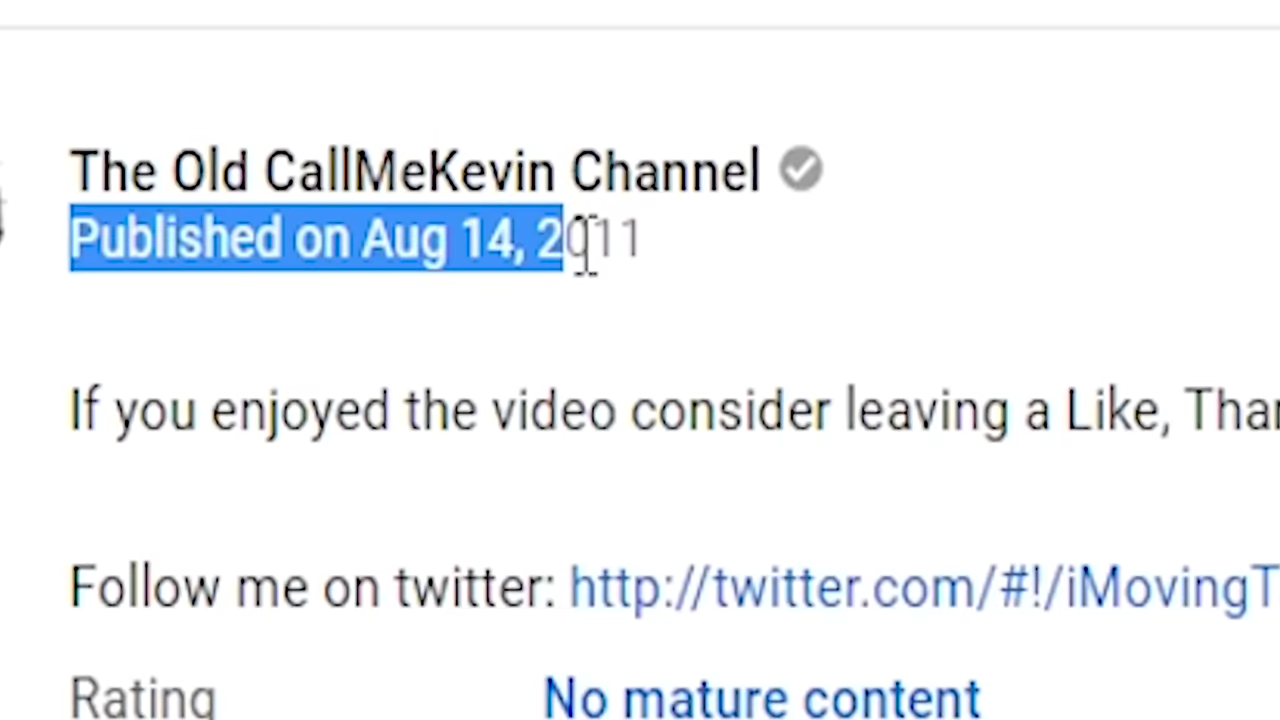 The Old CallMeKevin Channel
Published on Aug 14, 2011
If you enjoyed the video consider leaving a Like,
Follow me on twitter: http://twitter.com/#!/iMovingT
Rating
No mature content